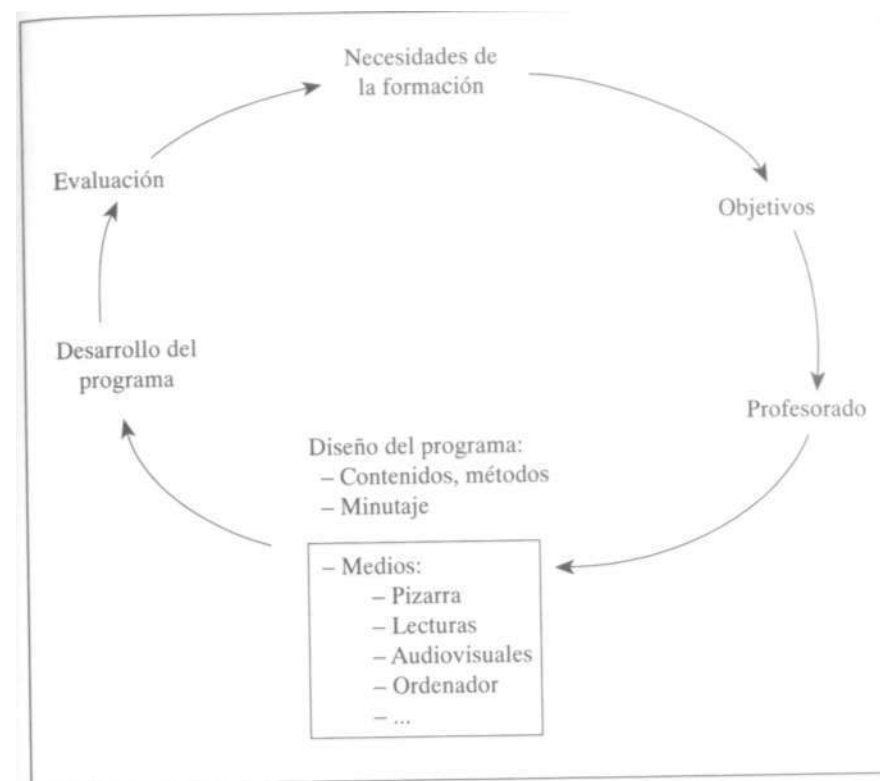 Necesidades de
la formación
Objetivos
Profesorado
Diseño del programa:
– Contenidos, métodos
– Minutaje
– Medios:
– Pizarra
– Lecturas
– Audiovisuales
– Ordenador
– ...
Desarrollo del
programa
Evaluación